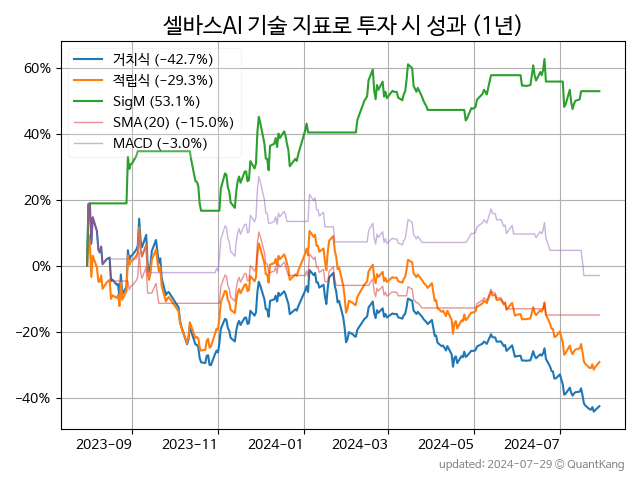 셀바스AI 기술 지표로 투자 시 성과 (1년)
거치식 (−42.7%)
적립식 (−29.3%)
SigM (53.1%)
SMA(20) (−15.0%)
MACD (−3.0%)
60%
40%
20%
0%
−20%
−40%
2023-09 2023-11 2024-01 2024-03 2024-05 2024-07
updated: 2024-07-29 © QuantKang